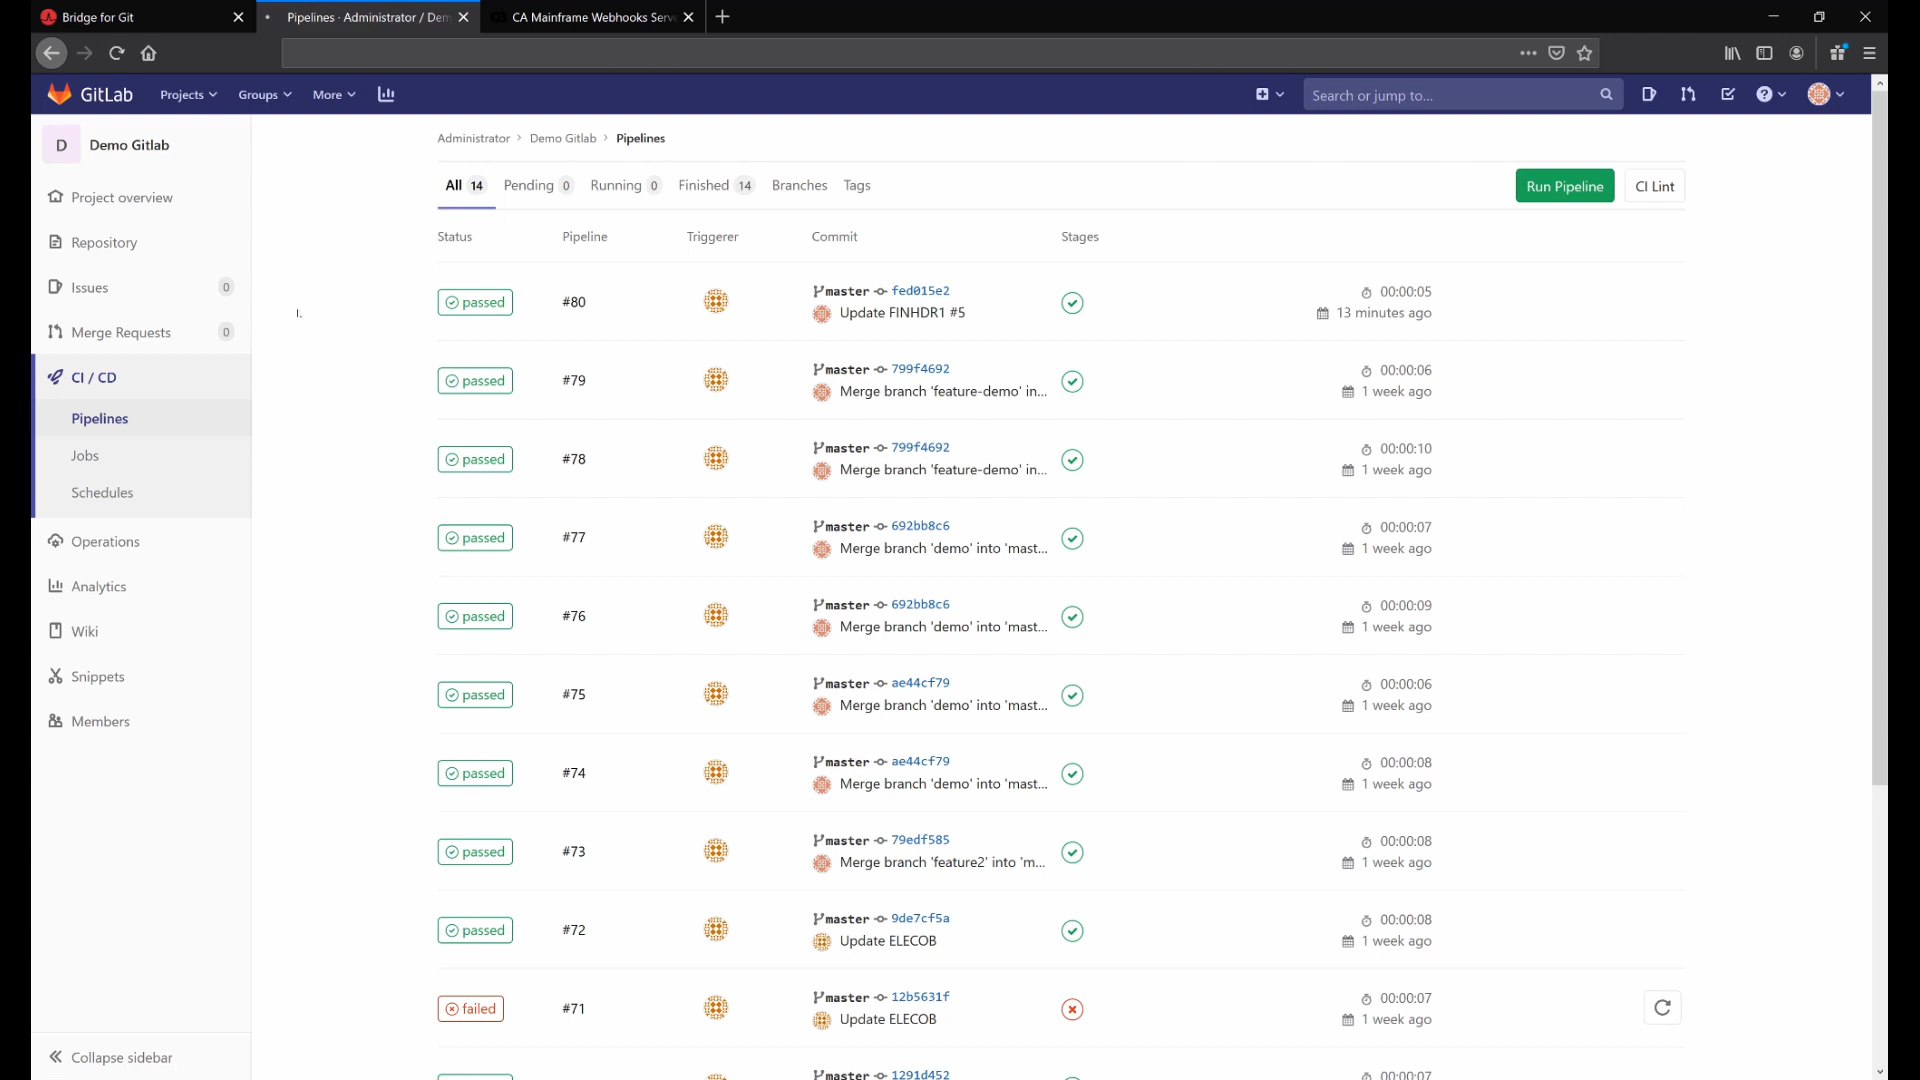 Bridge for Git
Pipelines · Administrator / Dem
CA Mainframe Webhooks Serv
GitLab
Projects
Groups
More
Search or jump to...
D
Demo Gitlab
Project overview
Repository
Issues
0
Merge Requests
0
CI / CD
Pipelines
Jobs
Schedules
Operations
Analytics
Wiki
Snippets
Members
Collapse sidebar
Administrator > Demo Gitlab > Pipelines
All 14 Pending 0 Running 0 Finished 14 Branches Tags
Run Pipeline CI Lint
Status Pipeline Triggerer Commit Stages
passed #80 master fed015e2 00:00:05
Update FINHDR1 #5 13 minutes ago
passed #79 master 799f4692 00:00:06
Merge branch 'feature-demo' in... 1 week ago
passed #78 master 799f4692 00:00:10
Merge branch 'feature-demo' in... 1 week ago
passed #77 master 692bb8c6 00:00:07
Merge branch 'demo' into 'mast... 1 week ago
passed #76 master 692bb8c6 00:00:09
Merge branch 'demo' into 'mast... 1 week ago
passed #75 master ae44cf79 00:00:06
Merge branch 'demo' into 'mast... 1 week ago
passed #74 master ae44cf79 00:00:08
Merge branch 'demo' into 'mast... 1 week ago
passed #73 master 79edf585 00:00:08
Merge branch 'feature2' into 'm... 1 week ago
passed #72 master 9de7cf5a 00:00:08
Update ELECOB 1 week ago
failed #71 master 12b5631f 00:00:07
Update ELECOB 1 week ago
master 1291d452 00:00:07